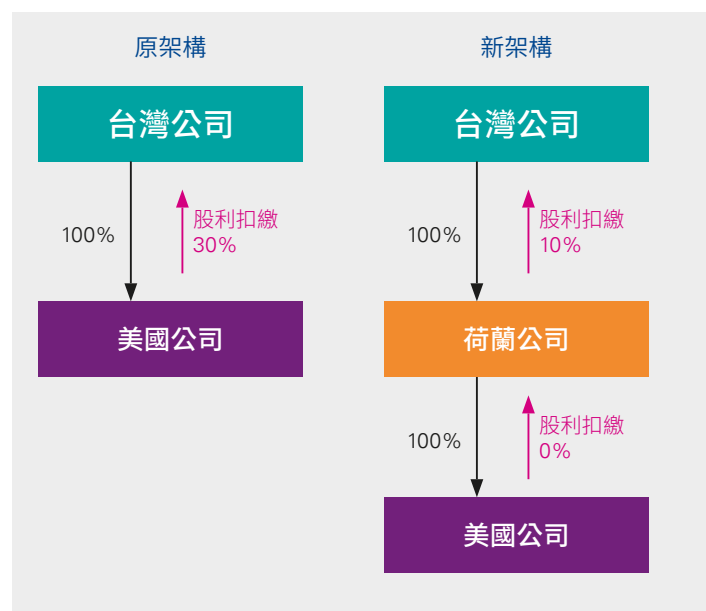 原架構
台灣公司
100%
股利扣繳
30%
美國公司
新架構
台灣公司
100%
股利扣繳
10%
荷蘭公司
100%
股利扣繳
0%
美國公司